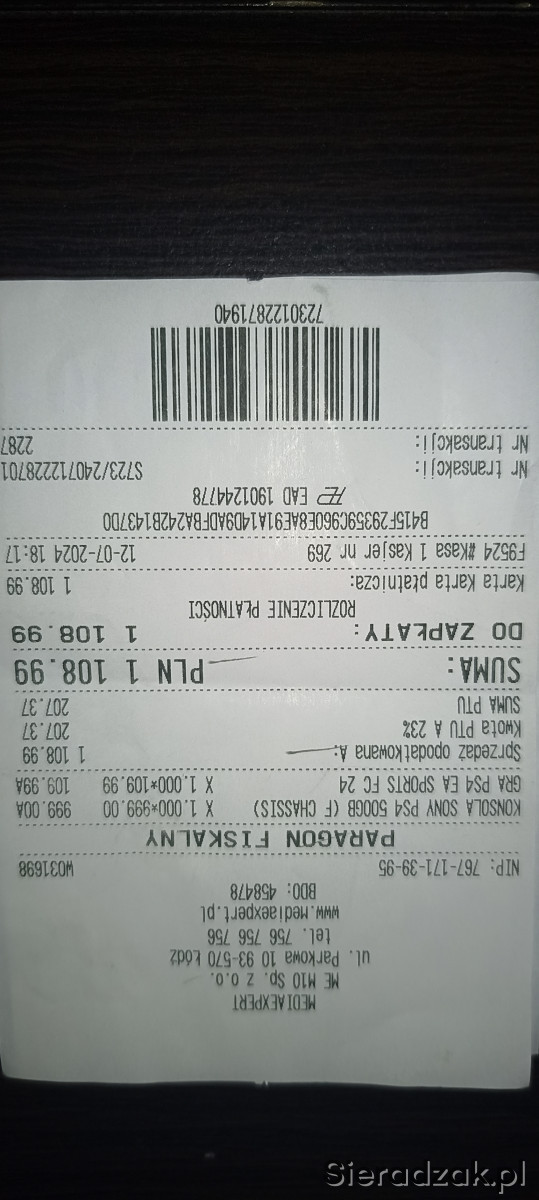 MEDIAEXPERT
ME M10 Sp. z o.o.
ul. Parkowa 10 93-570 Łódź
tel. 756 756 756
www.mediaexpert.pl
BDO: 458478
NIP: 767-171-39-95 W031698
PARAGON FISKALNY
KONSOLA SONY PS4 500GB (F CHASSIS) X 1.000*999.00 999.00A
GRA PS4 EA SPORTS FC 24 X 1.000*109.99 109.99A
Sprzedaż opodatkowana A: 1 108.99
Kwota PTU A 23% 207.37
SUMA PTU 207.37
SUMA: PLN 1 108.99
DO ZAPŁATY: 1 108.99
ROZLICZENIE PŁATNOŚCI
Karta Karta płatnicza: 1 108.99
F9524 #Kasa 1 Kasjer nr 269 12-07-2024 18:17
B415F29359C960E8AE91A14D9ADFBA242B1437D0
EAD 1901244778
Nr transakcji: S723/240712228701
Nr transakcji: 2287
72301228871940
Sieradzak.pl